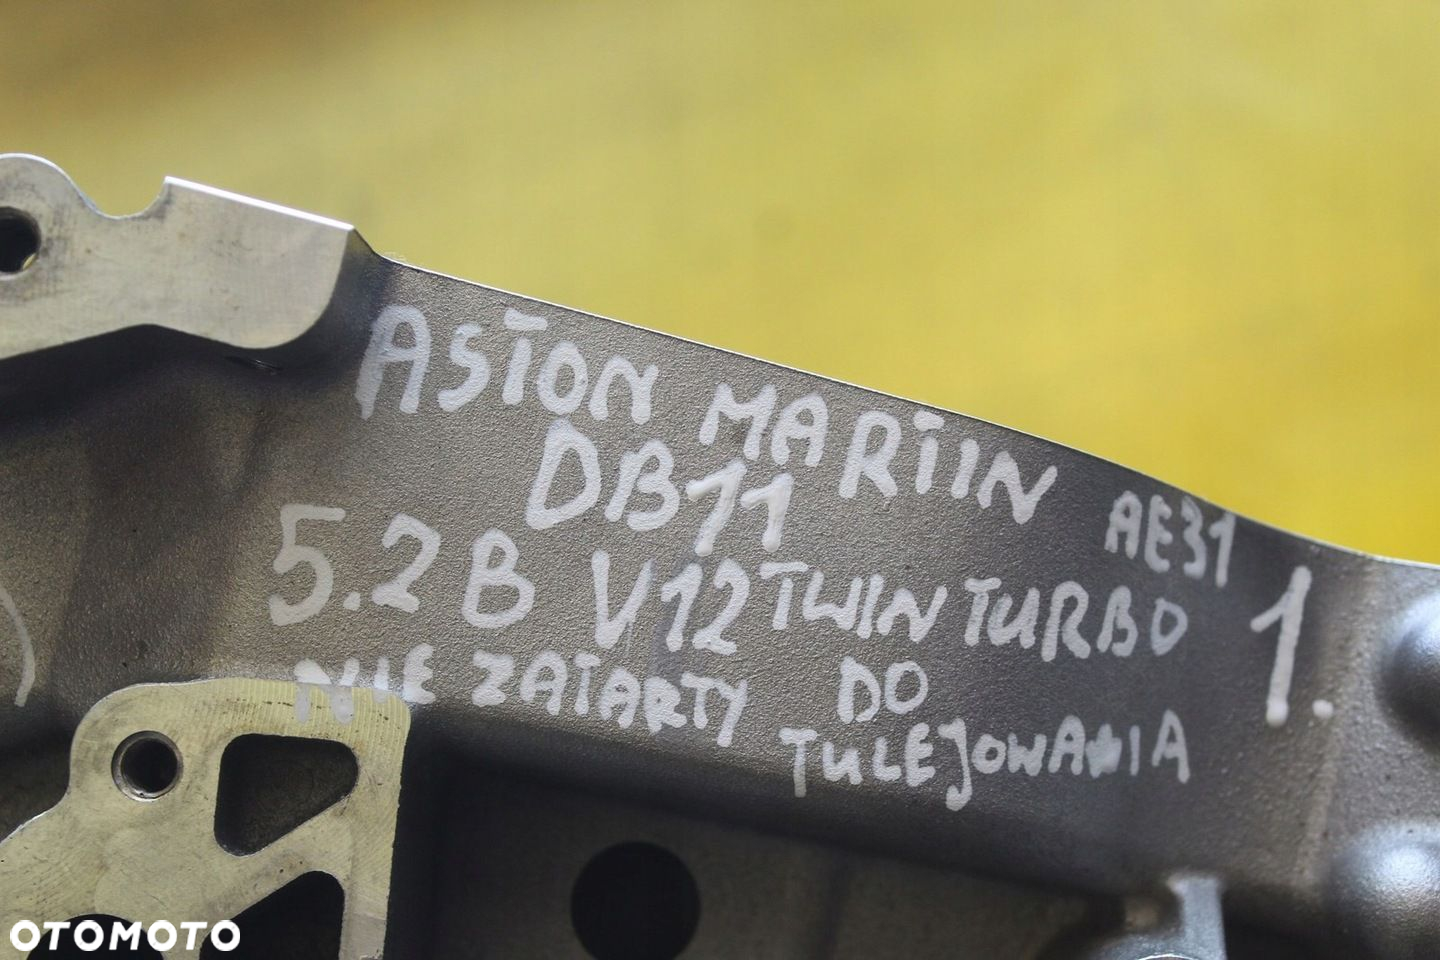 ASTON MARTIN
DB11 AE31
5.2 B V12 TWIN TURBO 1.
NIE ZATARTY DO
TULEJOWANIA
OTOMOTO